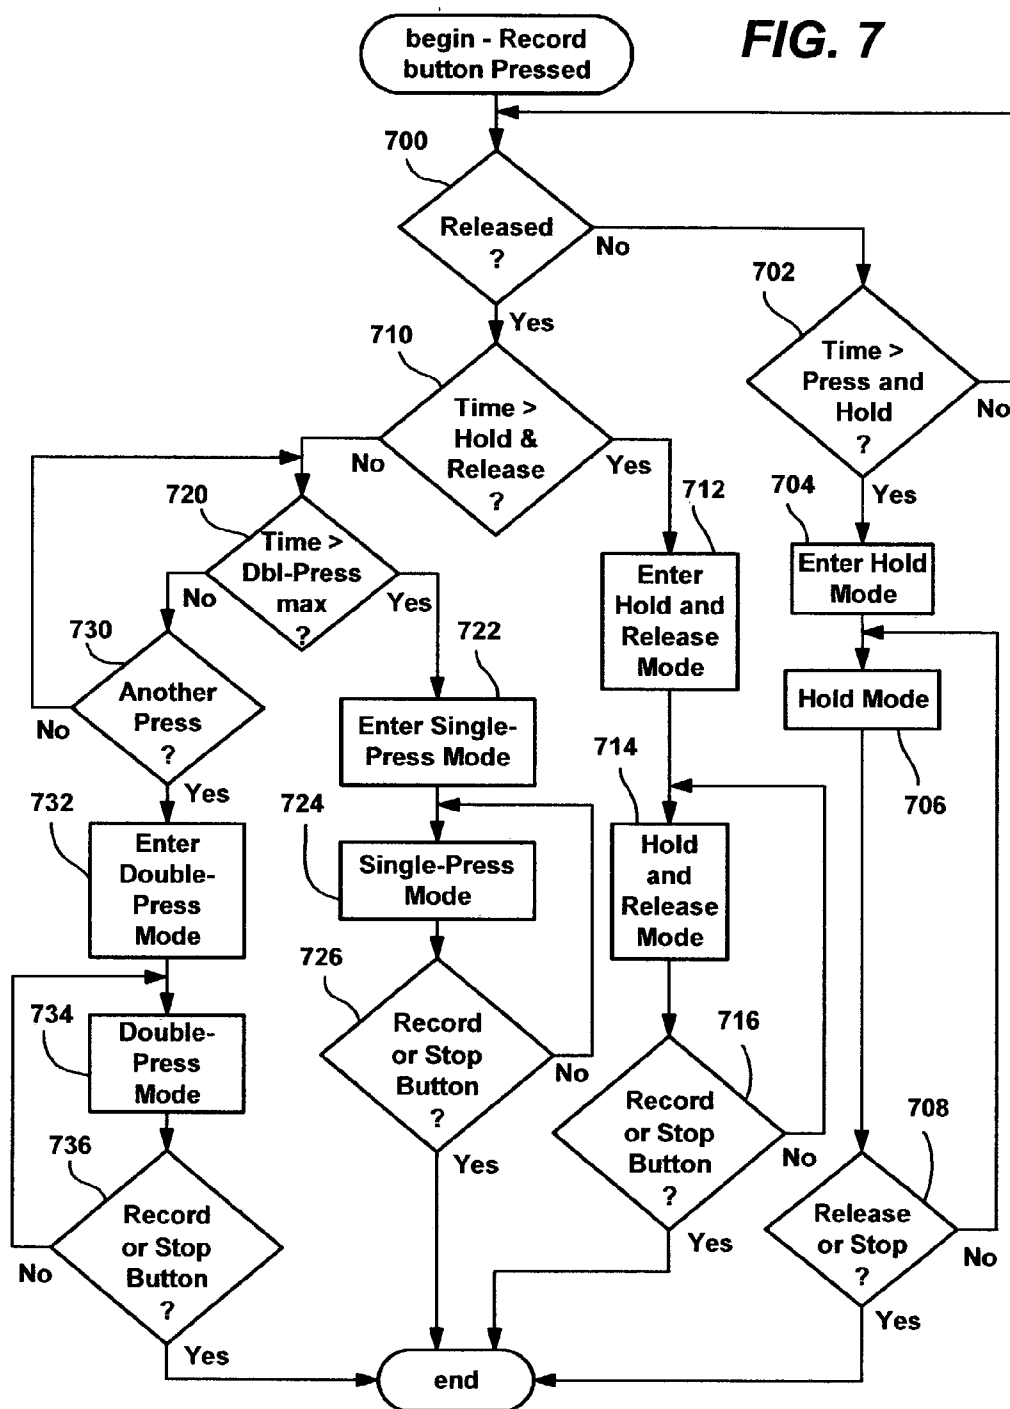 begin - Record
button Pressed
FIG. 7
700
Released
?
No
Yes
702
Time >
Press and
Hold
?
No
Yes
710
Time >
Hold &
Release
?
No
Yes
720
Time >
Dbl-Press
max
?
No
Yes
712
Enter
Hold and
Release
Mode
704
Enter Hold
Mode
730
Another
Press
?
No
Yes
722
Enter Single-
Press Mode
Hold Mode
706
732
Enter
Double-
Press
Mode
724
Single-Press
Mode
714
Hold
and
Release
Mode
734
Double-
Press
Mode
726
Record
or Stop
Button
?
No
Yes
716
Record
or Stop
Button
?
No
Yes
708
Release
or Stop
?
No
Yes
736
Record
or Stop
Button
?
No
Yes
end